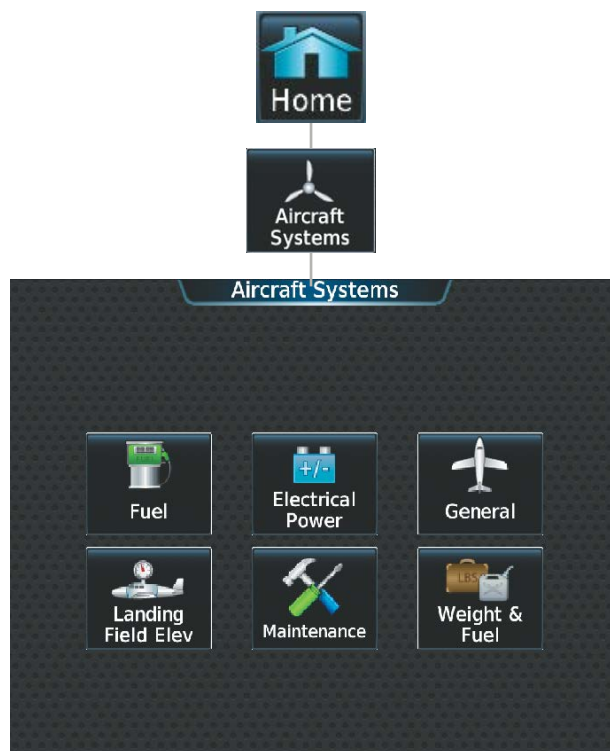 Home
Aircraft
Systems
Aircraft Systems
Fuel
+/-
Electrical
Power
General
Landing
Field Elev
Maintenance
LBS
Weight &
Fuel